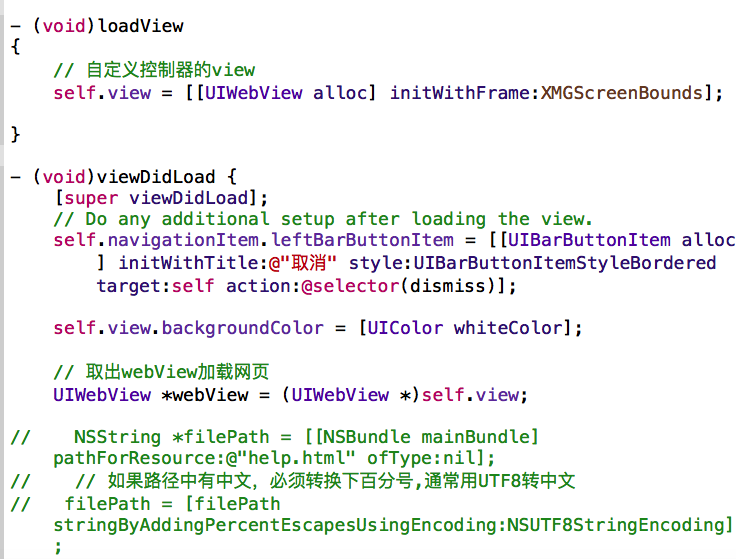 - (void)loadView
{
    // 自定义控制器的view
    self.view = [[UIWebView alloc] initWithFrame:XMGScreenBounds];
}
- (void)viewDidLoad {
    [super viewDidLoad];
    // Do any additional setup after loading the view.
    self.navigationItem.leftBarButtonItem = [[UIBarButtonItem alloc
        ] initWithTitle:@"取消" style:UIBarButtonItemStyleBordered
        target:self action:@selector(dismiss)];
    self.view.backgroundColor = [UIColor whiteColor];
    // 取出webView加载网页
    UIWebView *webView = (UIWebView *)self.view;
//    NSString *filePath = [[NSBundle mainBundle]
    pathForResource:@"help.html" ofType:nil];
//    // 如果路径中有中文，必须转换下百分号,通常用UTF8转中文
//   filePath = [filePath
    stringByAddingPercentEscapesUsingEncoding:NSUTF8StringEncoding]
    ;